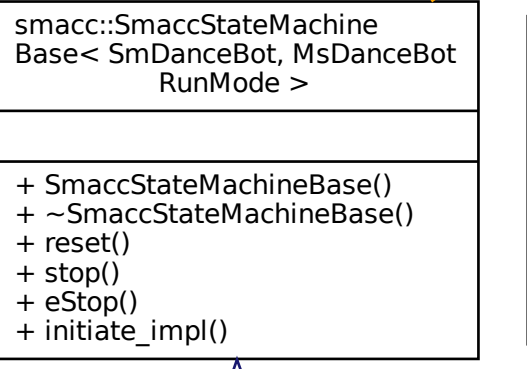 smacc::SmaccStateMachine
Base< SmDanceBot, MsDanceBot
RunMode >
+ SmaccStateMachineBase()
+ ~SmaccStateMachineBase()
+ reset()
+ stop()
+ eStop()
+ initiate_impl()